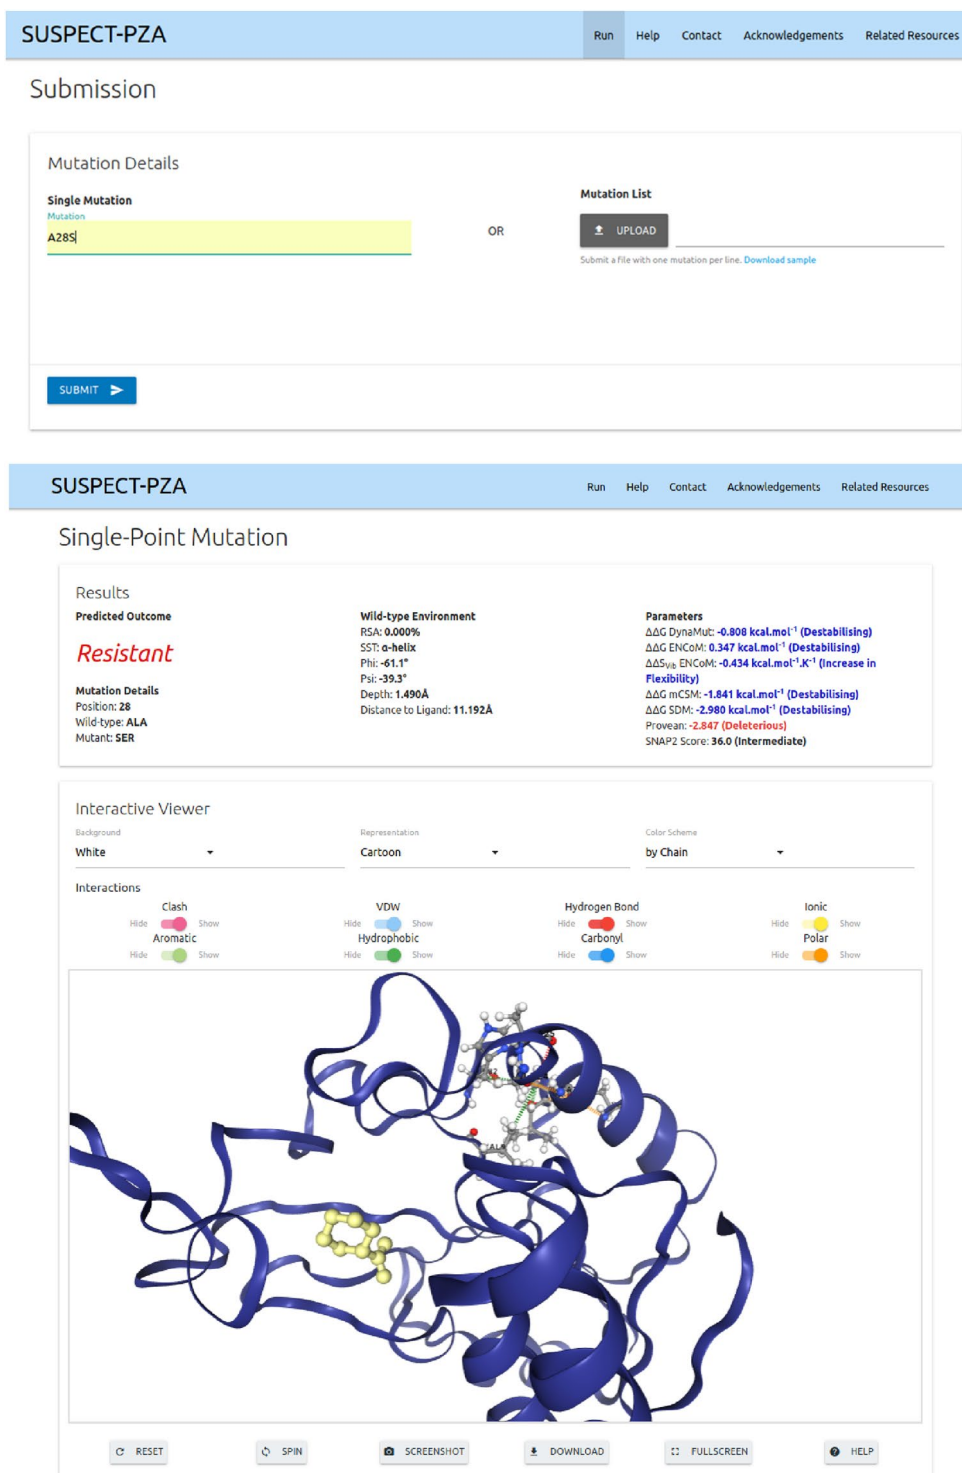 SUSPECT-PZA
Run Help Contact Acknowledgements Related Resources
Submission
Mutation Details
Single Mutation
Mutation
A28S
OR
Mutation List
UPLOAD
Submit a file with one mutation per line. Download sample
SUBMIT
SUSPECT-PZA
Run Help Contact Acknowledgements Related Resources
Single-Point Mutation
Results
Predicted Outcome
Resistant
Mutation Details
Position: 28
Wild-type: ALA
Mutant: SER
Wild-type Environment
RSA: 0.000%
SST: α-helix
Phi: -61.1°
Psi: -39.3°
Depth: 1.490Å
Distance to Ligand: 11.192Å
Parameters
ΔΔG DynaMut: -0.808 kcal.mol⁻¹ (Destabilising)
ΔΔG ENCoM: 0.347 kcal.mol⁻¹ (Destabilising)
ΔΔSVib ENCoM: -0.434 kcal.mol⁻¹.K⁻¹ (Increase in
Flexibility)
ΔΔG mCSM: -1.841 kcal.mol⁻¹ (Destabilising)
ΔΔG SDM: -2.980 kcal.mol⁻¹ (Destabilising)
Provean: -2.847 (Deleterious)
SNAP2 Score: 36.0 (Intermediate)
Interactive Viewer
Background
White
Representation
Cartoon
Color Scheme
by Chain
Interactions
Clash
Hide Show
VDW
Hide Show
Hydrogen Bond
Hide Show
Ionic
Hide Show
Aromatic
Hide Show
Hydrophobic
Hide Show
Carbonyl
Hide Show
Polar
Hide Show
RESET SPIN SCREENSHOT DOWNLOAD FULLSCREEN HELP